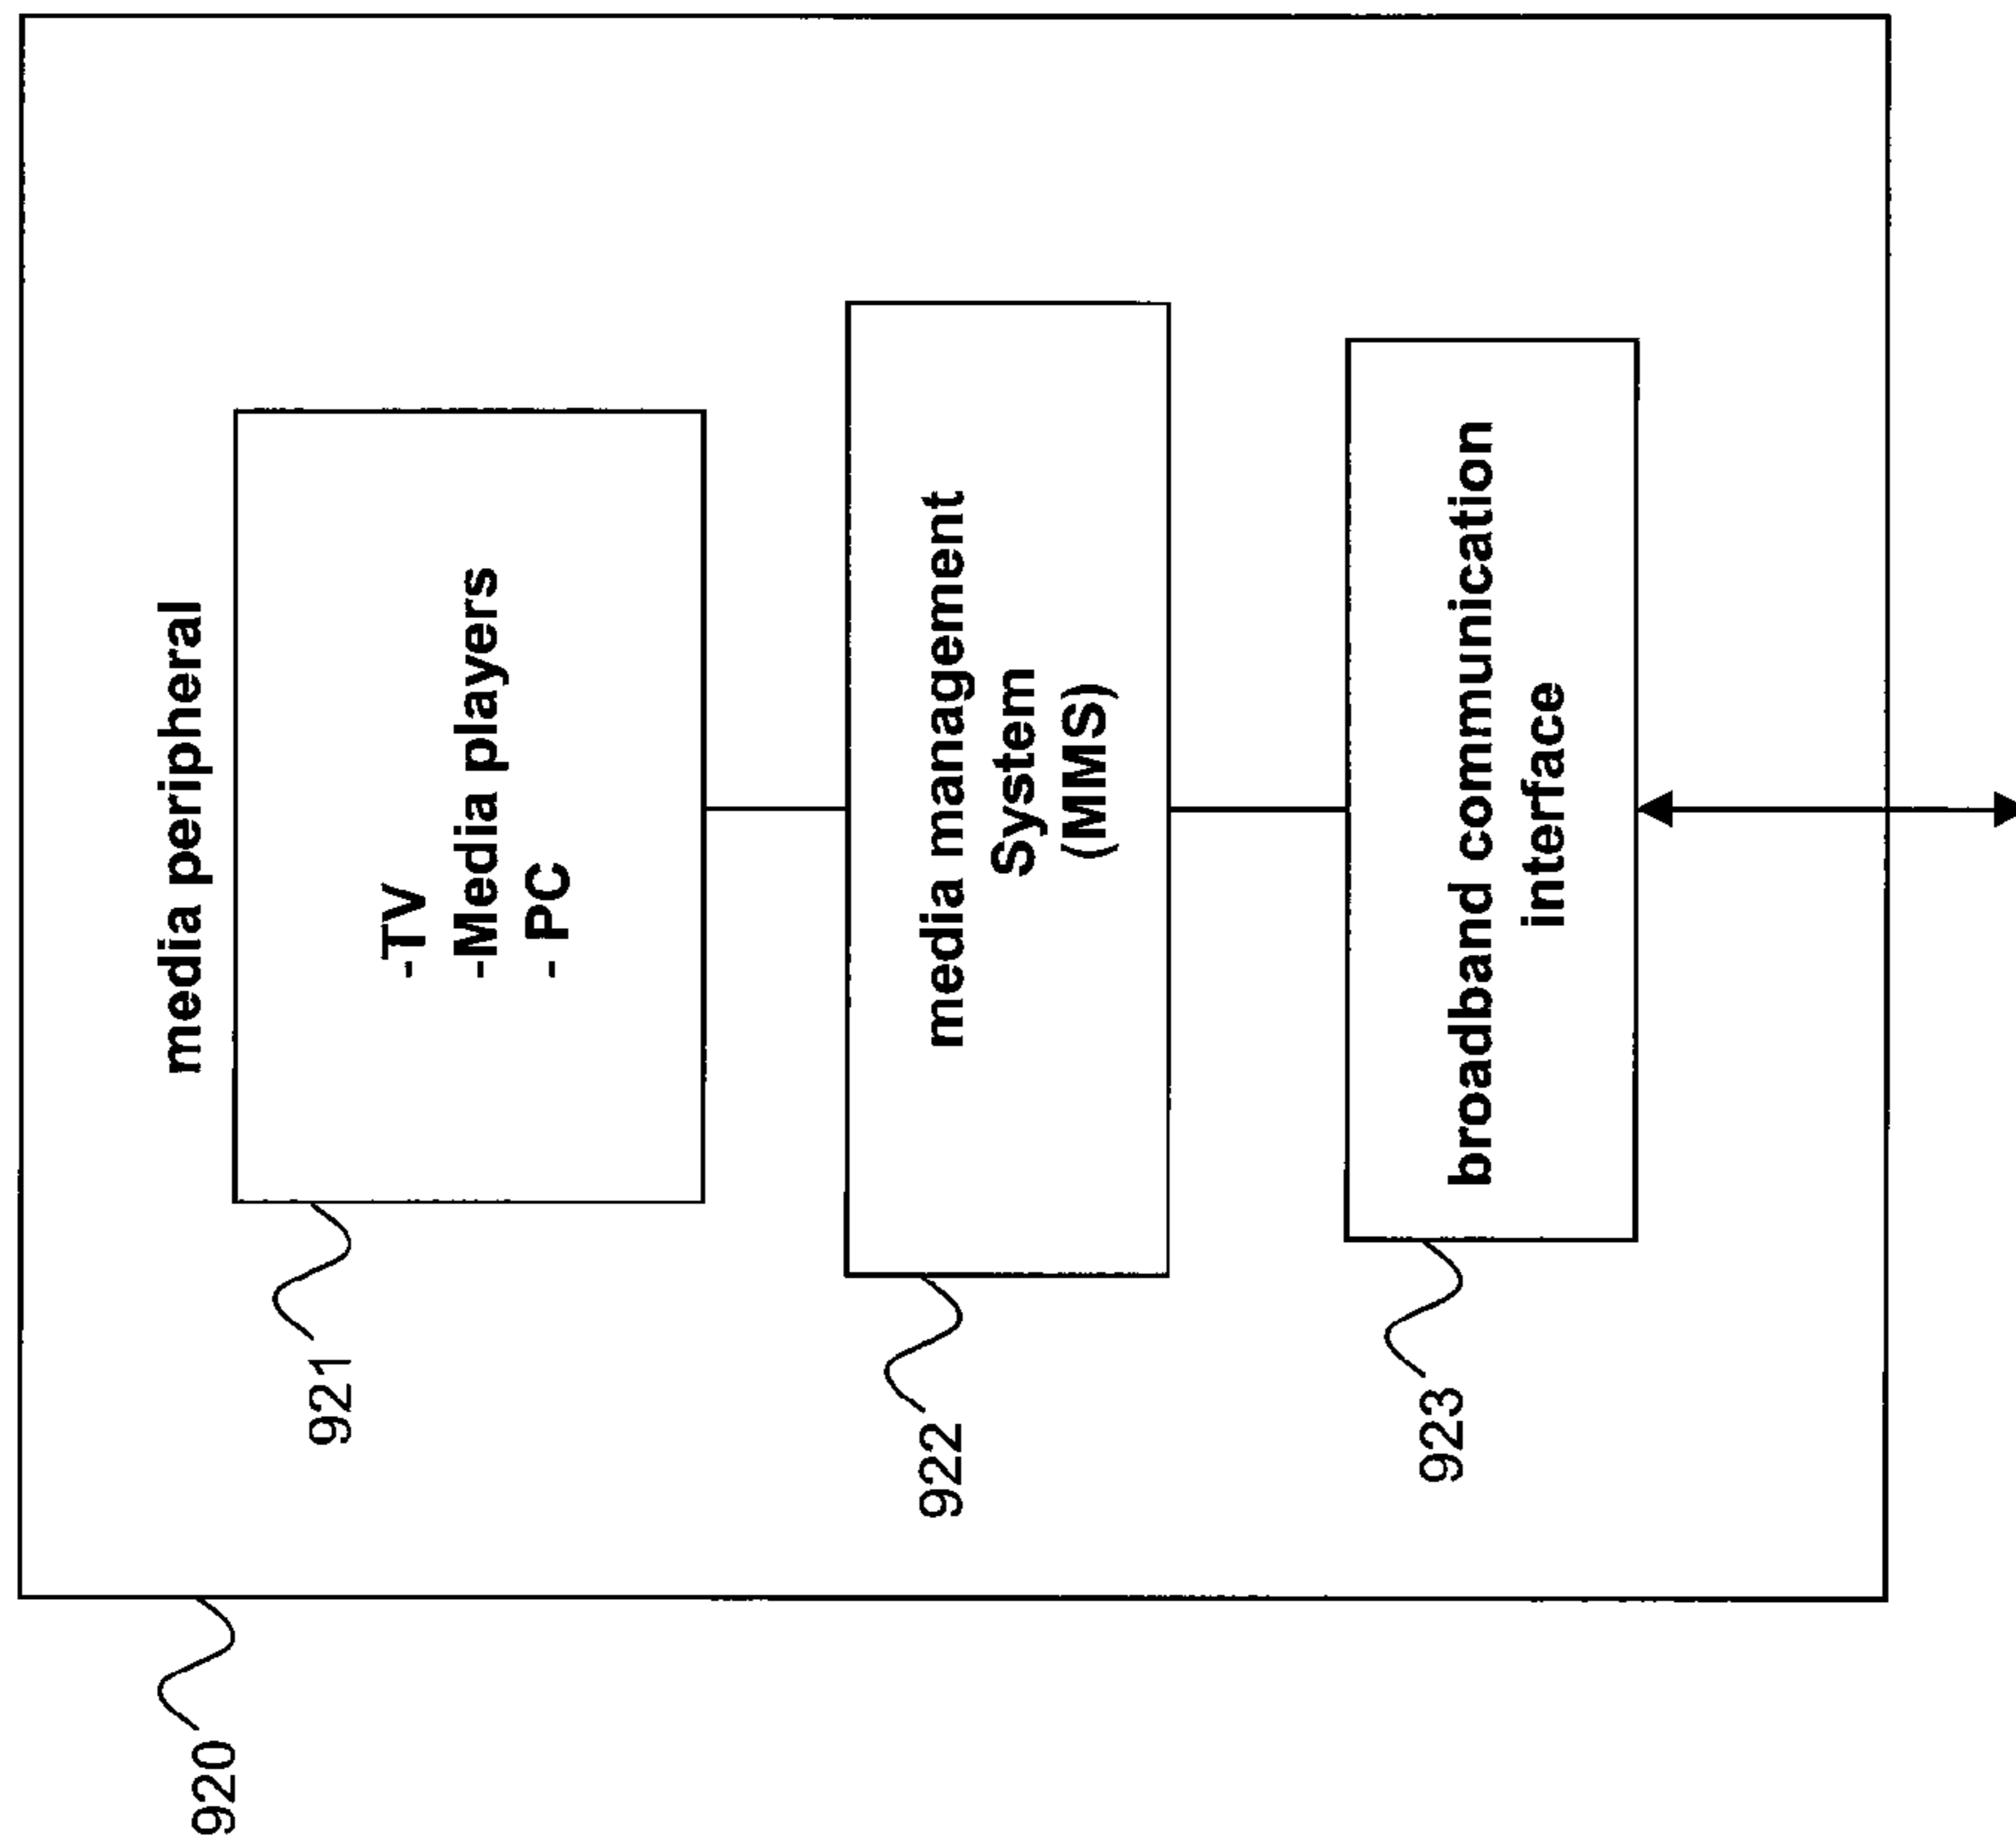 media peripheral
-TV
-Media players
- PC
media management
System
(MMS)
broadband communication
interface
920
921
922
923